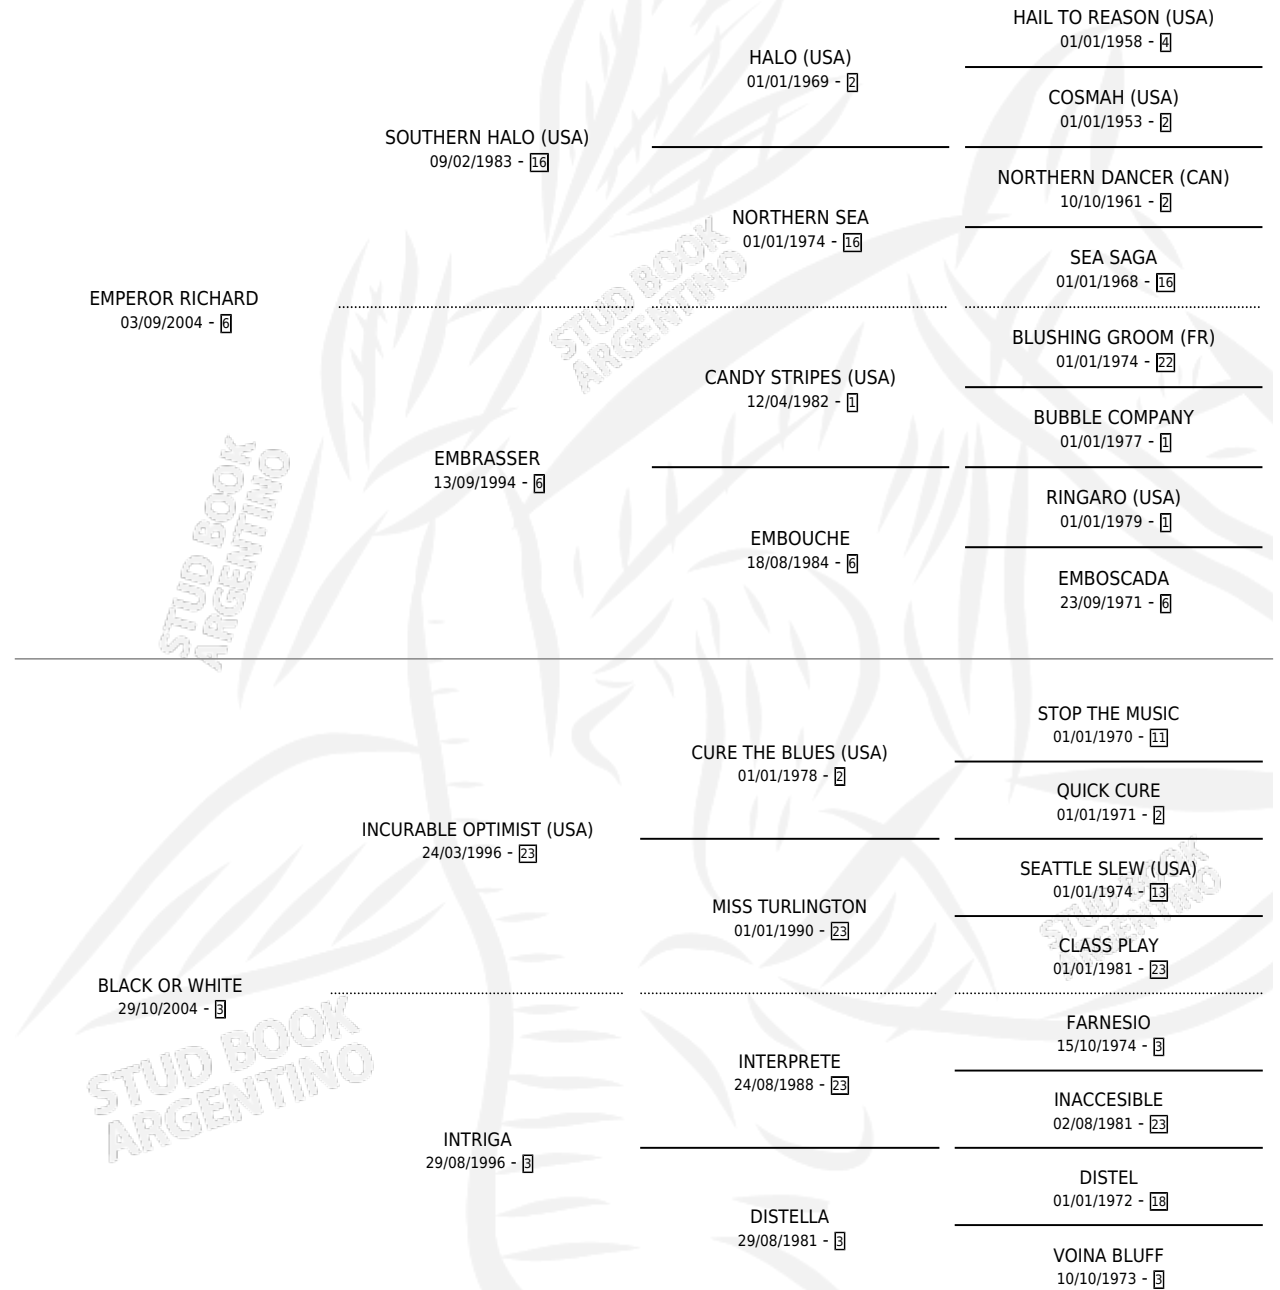 HAIL TO REASON (USA)
01/01/1958 - 4
HALO (USA)
01/01/1969 - 2
COSMAH (USA)
01/01/1953 - 2
SOUTHERN HALO (USA)
09/02/1983 - 16
NORTHERN DANCER (CAN)
10/10/1961 - 2
NORTHERN SEA
01/01/1974 - 16
SEA SAGA
01/01/1968 - 16
EMPEROR RICHARD
03/09/2004 - 6
STUD BOOK
ARGENTINO
BLUSHING GROOM (FR)
01/01/1974 - 22
CANDY STRIPES (USA)
12/04/1982 - 1
BUBBLE COMPANY
01/01/1977 - 1
EMBRASSER
13/09/1994 - 6
RINGARO (USA)
01/01/1979 - 1
EMBOUCHE
18/08/1984 - 6
EMBOSCADA
23/09/1971 - 6
STUD BOOK
ARGENTINO
STOP THE MUSIC
01/01/1970 - 11
CURE THE BLUES (USA)
01/01/1978 - 2
QUICK CURE
01/01/1971 - 2
INCURABLE OPTIMIST (USA)
24/03/1996 - 23
SEATTLE SLEW (USA)
01/01/1974 - 13
MISS TURLINGTON
01/01/1990 - 23
CLASS PLAY
01/01/1981 - 23
STUD BOOK
ARGENTINO
BLACK OR WHITE
29/10/2004 - 3
FARNESIO
15/10/1974 - 3
INTERPRETE
24/08/1988 - 23
INACCESIBLE
02/08/1981 - 23
INTRIGA
29/08/1996 - 3
DISTEL
01/01/1972 - 18
DISTELLA
29/08/1981 - 3
VOINA BLUFF
10/10/1973 - 3
STUD BOOK
ARGENTINO